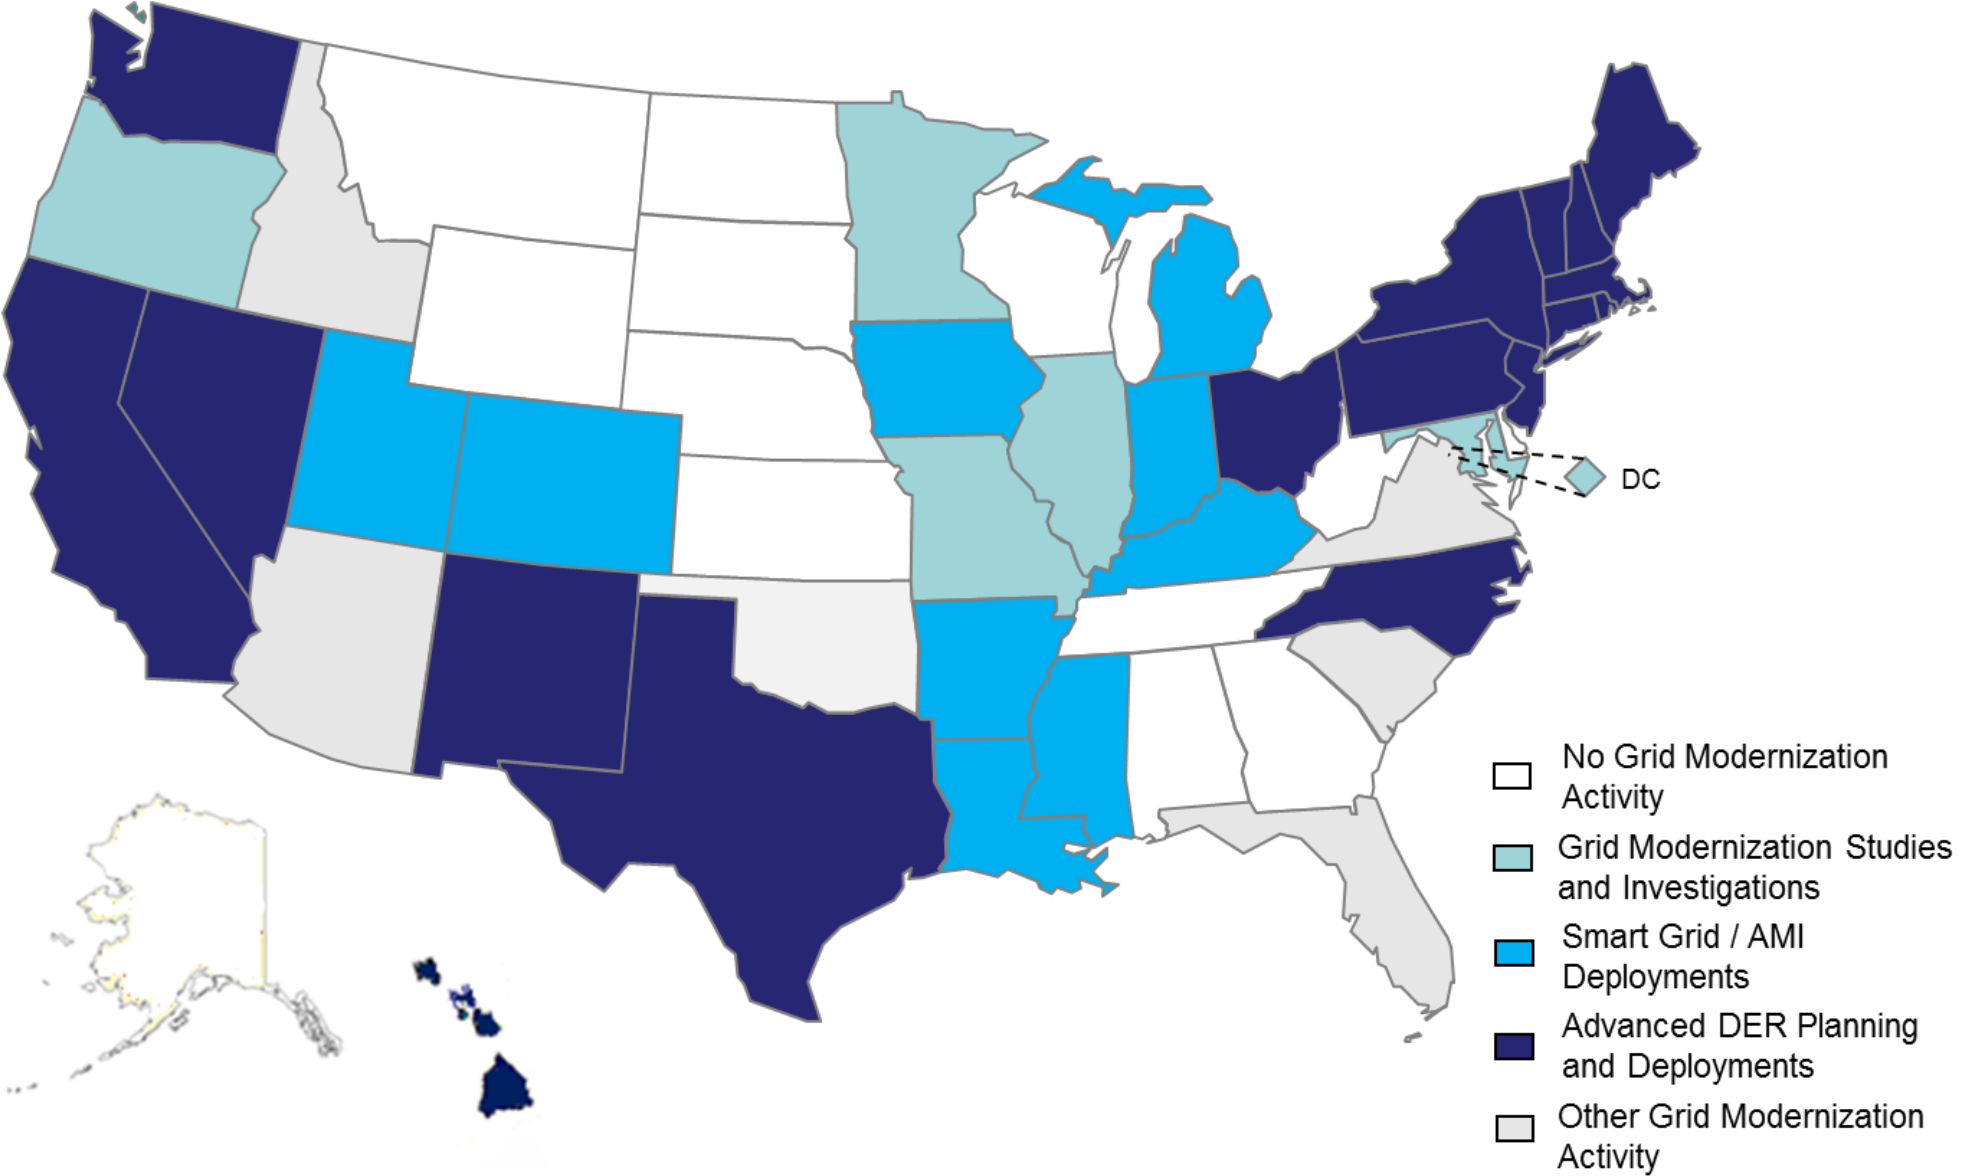 DC
No Grid Modernization
Activity
Grid Modernization Studies
and Investigations
Smart Grid / AMI
Deployments
Advanced DER Planning
and Deployments
Other Grid Modernization
Activity